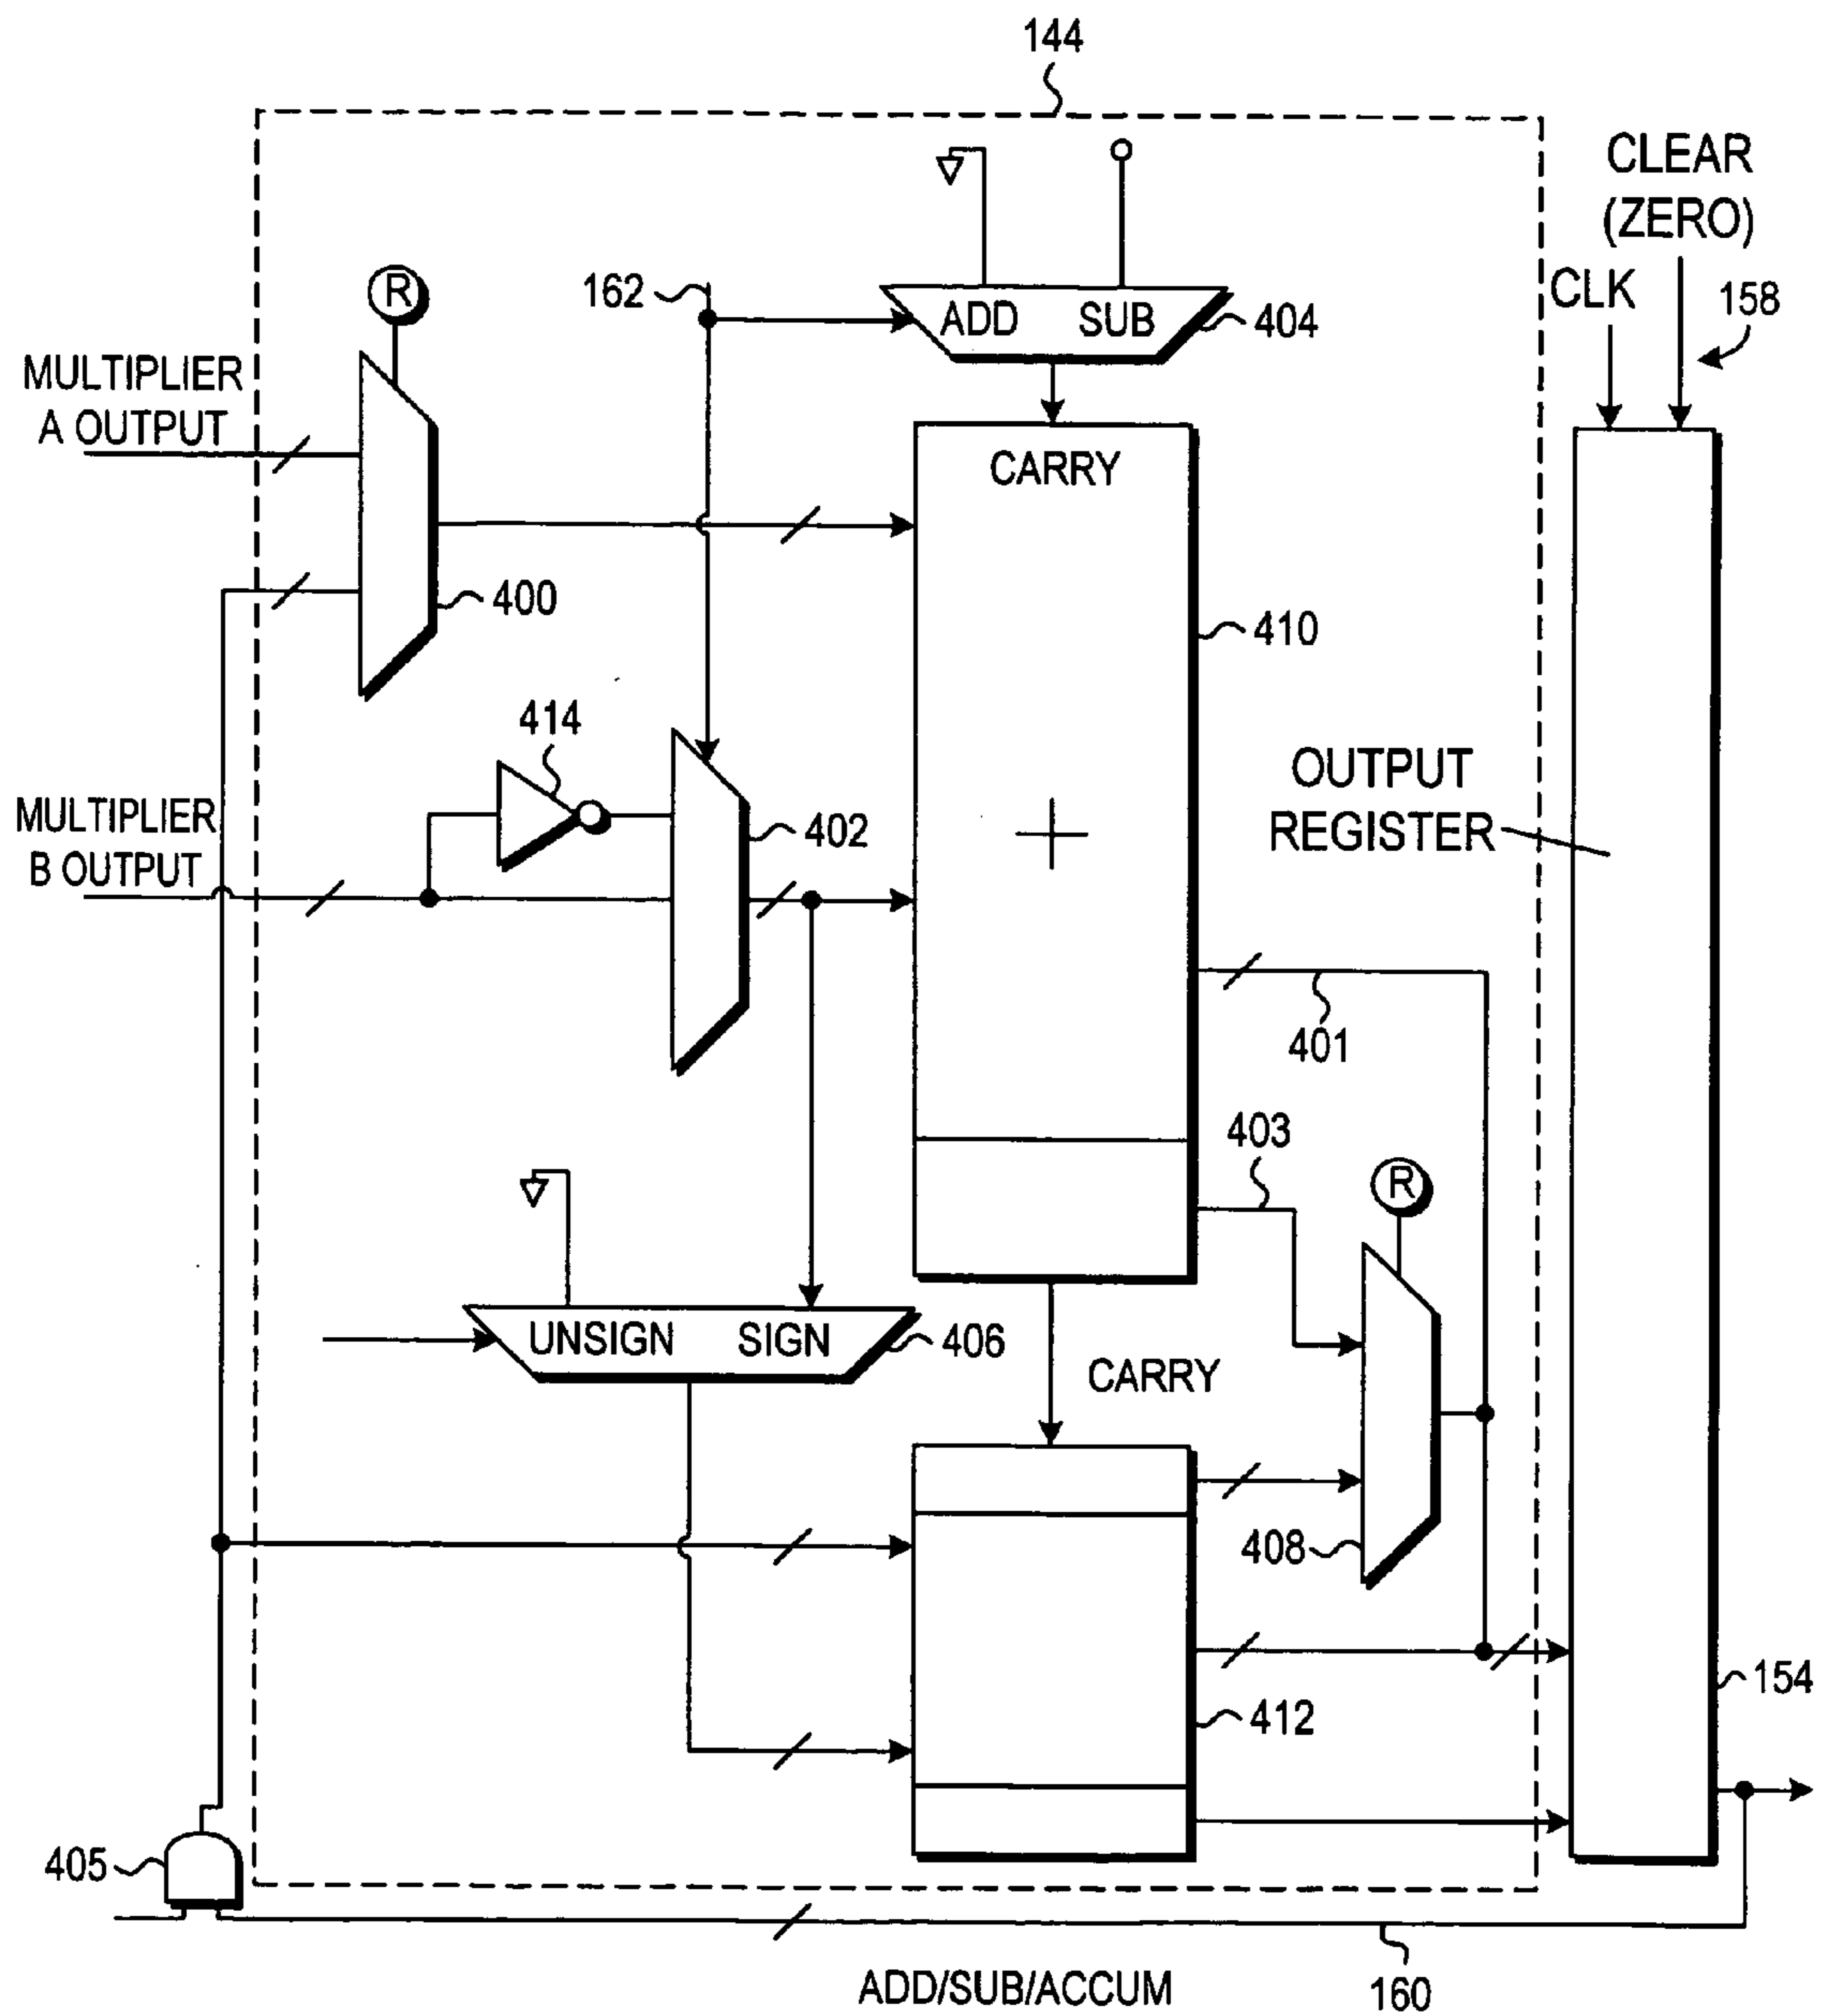 144
CLEAR
(ZERO)
CLK
158
162
R
ADD SUB
404
MULTIPLIER
A OUTPUT
CARRY
400
410
414
402
MULTIPLIER
B OUTPUT
OUTPUT
REGISTER
401
403
R
UNSIGN SIGN
406
CARRY
408
412
154
405
160
ADD/SUB/ACCUM